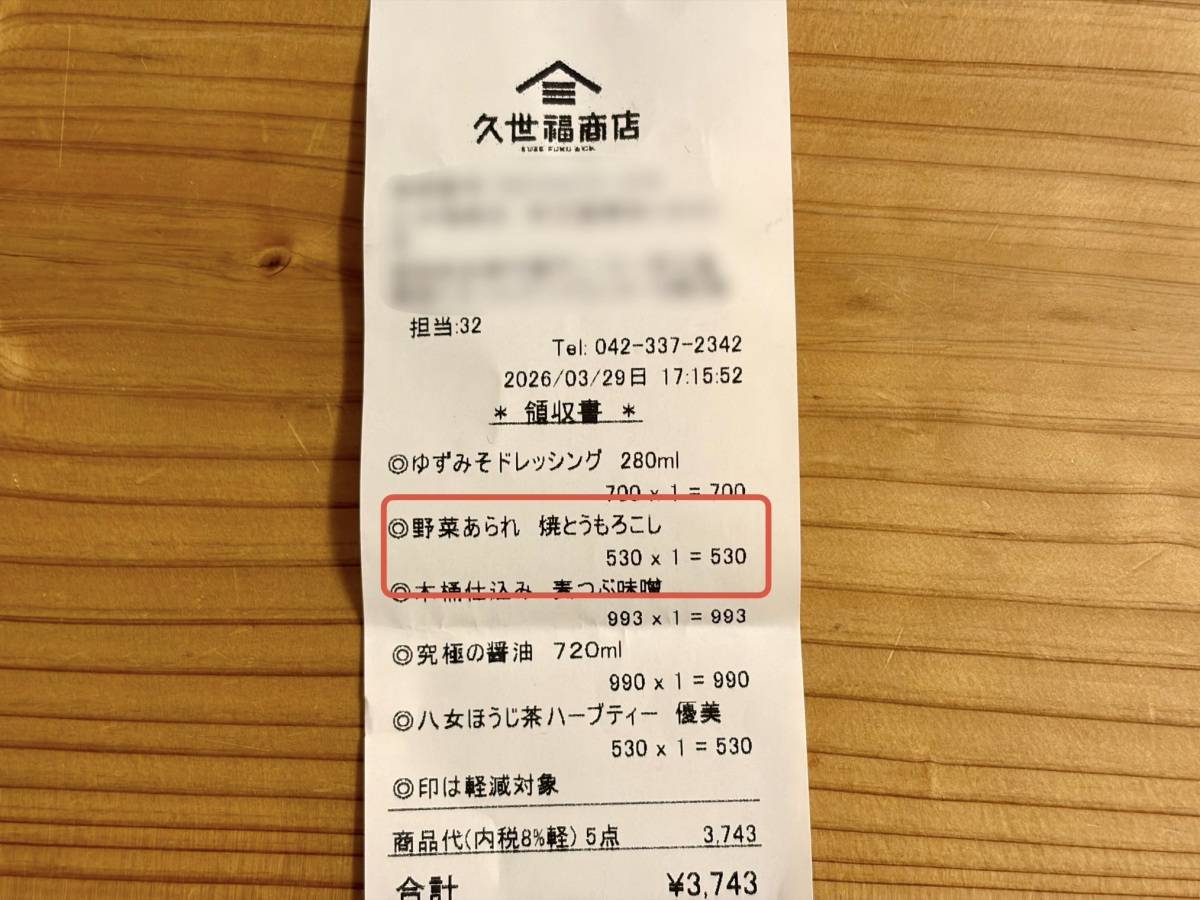 久世福商店
KUZE FUKU & CO.
担当:32
Tel: 042-337-2342
2026/03/29日 17:15:52
* 領収書 *
◎ゆずみそドレッシング 280ml
700 x 1 = 700
◎野菜あられ 焼とうもろこし
530 x 1 = 530
◎木桶仕込み 麦つぶ味噌
993 x 1 = 993
◎究極の醤油 720ml
990 x 1 = 990
◎八女ほうじ茶ハーブティー 優美
530 x 1 = 530
◎印は軽減対象
商品代(内税8%軽) 5点 3,743
合計 ¥3,743